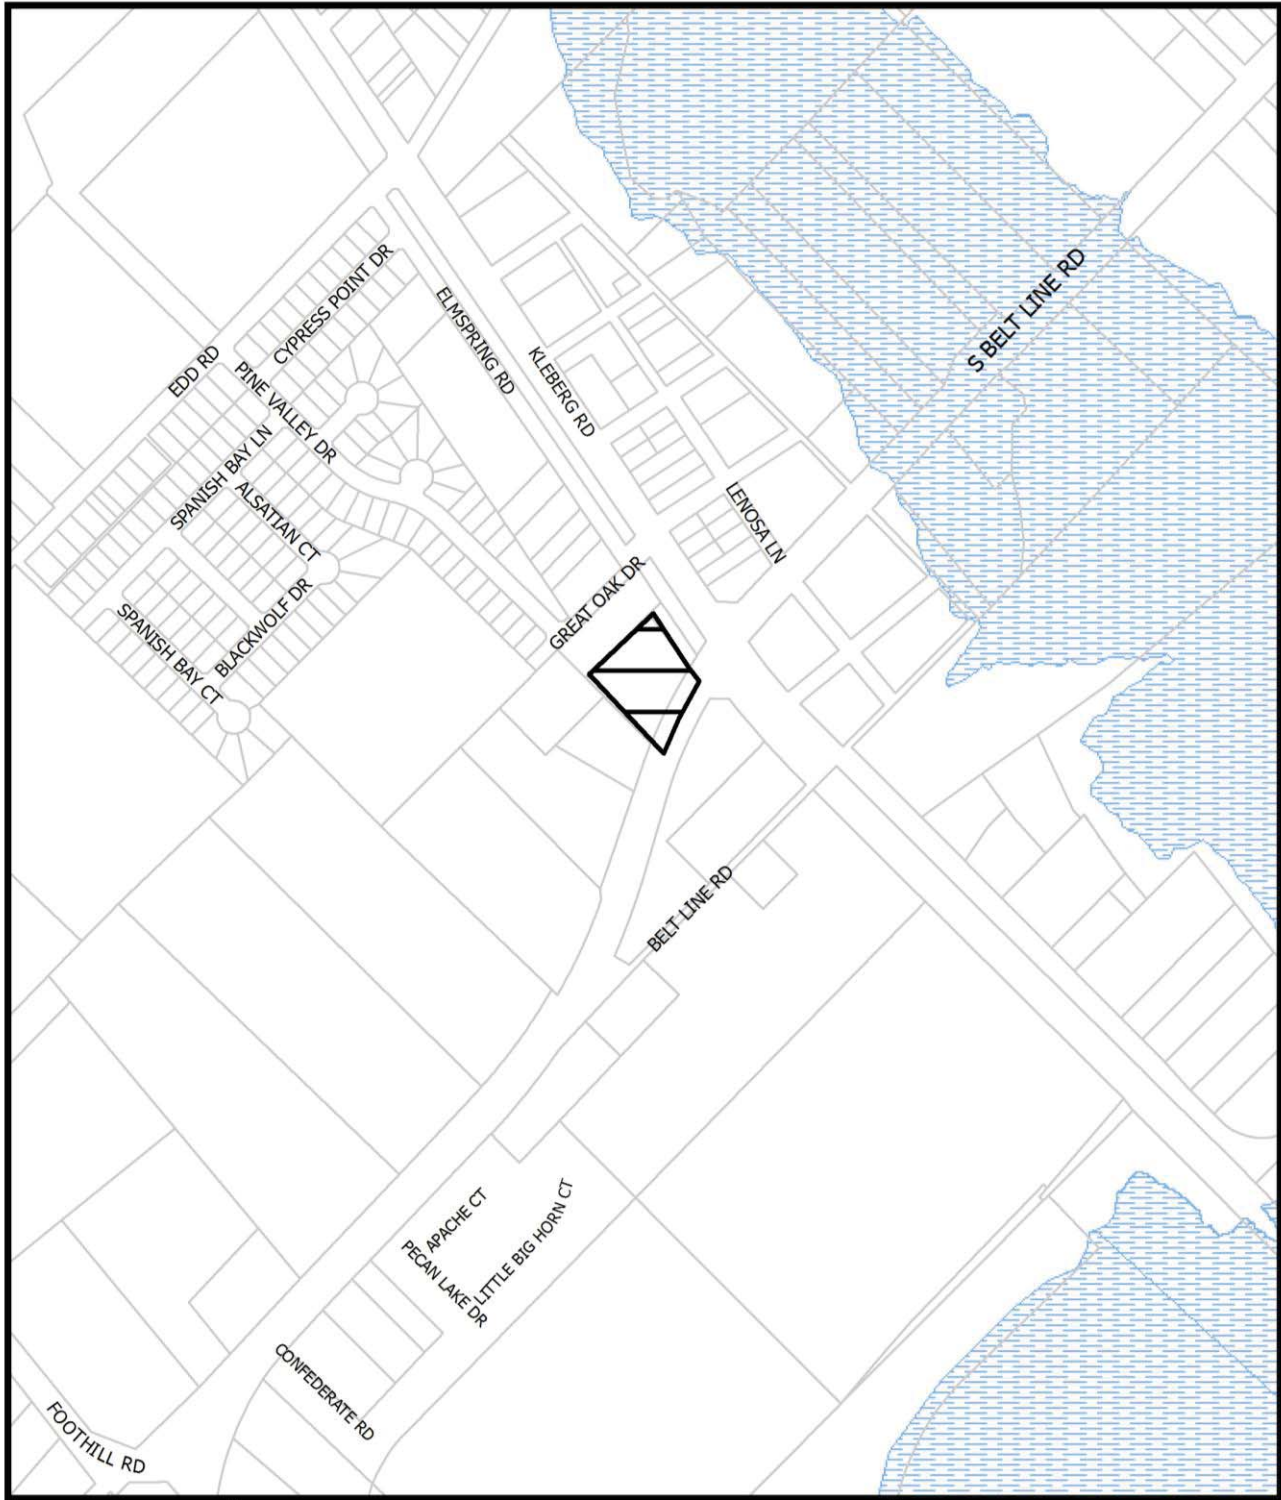 S BELT LINE RD
CYPRESS POINT DR
ELMSPRING RD
KLEBERG RD
EDD RD
PINE VALLEY DR
SPANISH BAY LN
ALSATIAN CT
LENOSA LN
GREAT OAK DR
BLACKWOLF DR
SPANISH BAY CT
BELT LINE RD
APACHE CT
LITTLE BIG HORN CT
PECAN LAKE DR
CONFEDERATE RD
FOOTHILL RD